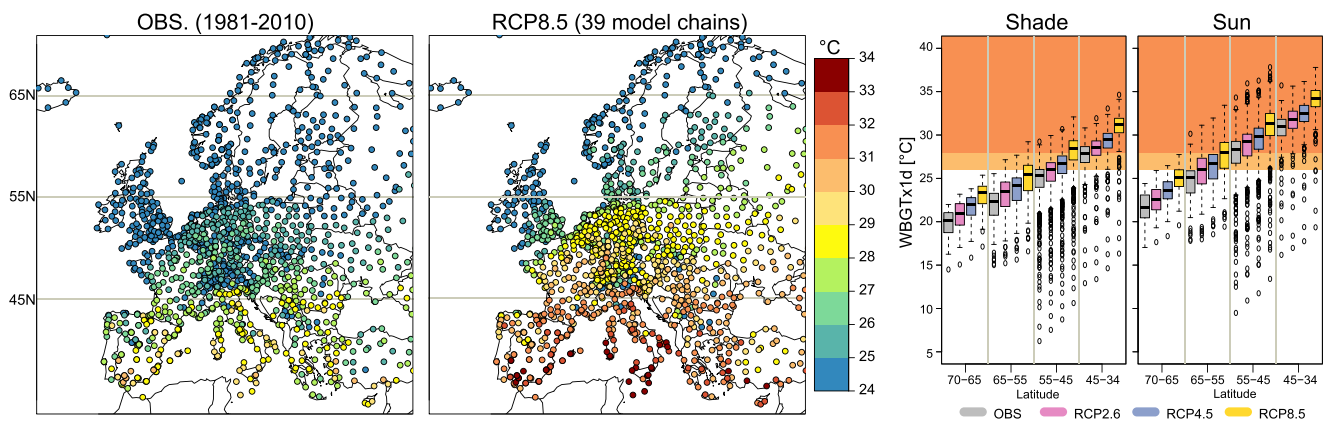 OBS. (1981-2010)
RCP8.5 (39 model chains)
Shade
Sun
65N
55N
45N
°C
34
33
32
31
30
29
28
27
26
25
24
WBGTx1d [°C]
40
35
30
25
20
15
10
5
70−65 65−55 55−45 45−34
Latitude
70−65 65−55 55−45 45−34
Latitude
OBS RCP2.6 RCP4.5 RCP8.5